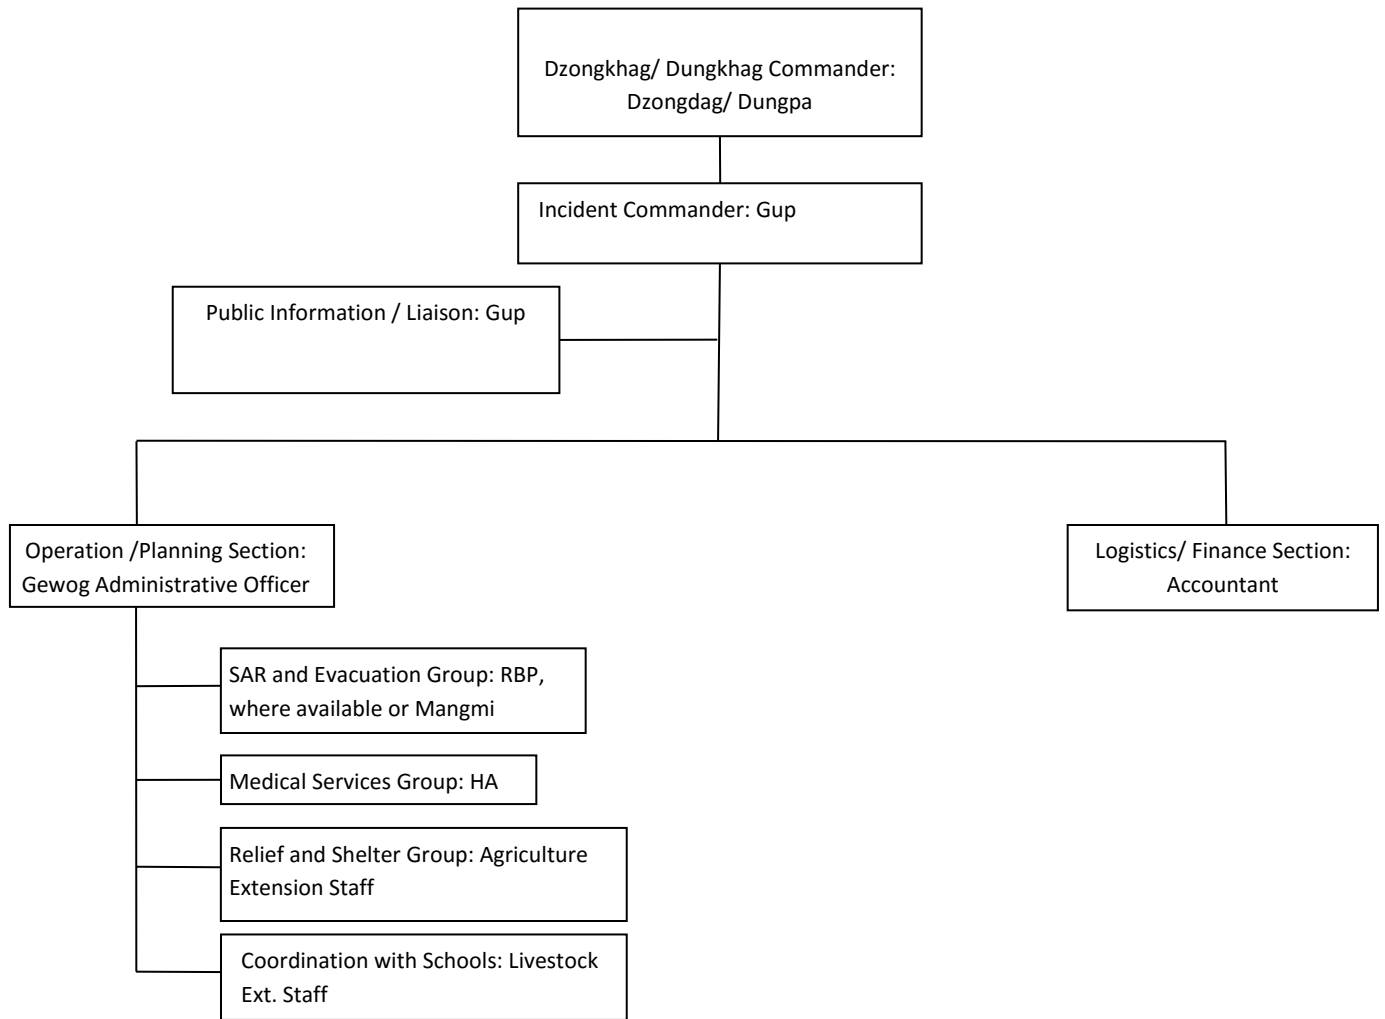 Dzongkhag/ Dungkhag Commander:
Dzongdag/ Dungpa
Incident Commander: Gup
Public Information / Liaison: Gup
Operation /Planning Section:
Gewog Administrative Officer
Logistics/ Finance Section:
Accountant
SAR and Evacuation Group: RBP,
where available or Mangmi
Medical Services Group: HA
Relief and Shelter Group: Agriculture
Extension Staff
Coordination with Schools: Livestock
Ext. Staff